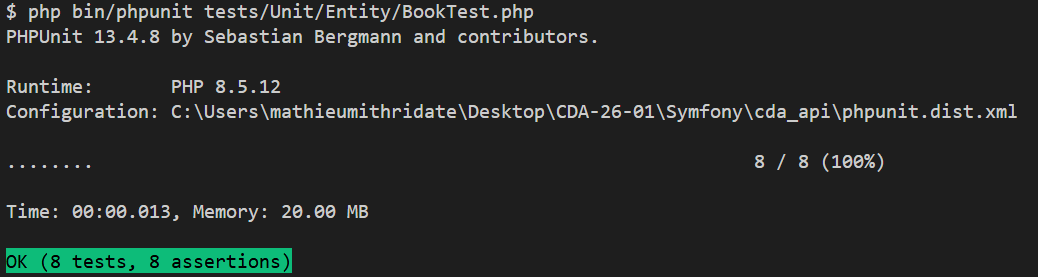 $ php bin/phpunit tests/Unit/Entity/BookTest.php
PHPUnit 13.4.8 by Sebastian Bergmann and contributors.
Runtime:       PHP 8.5.12
Configuration: C:\Users\mathieumithridate\Desktop\CDA-26-01\Symfony\cda_api\phpunit.dist.xml
........                                                            8 / 8 (100%)
Time: 00:00.013, Memory: 20.00 MB
OK (8 tests, 8 assertions)